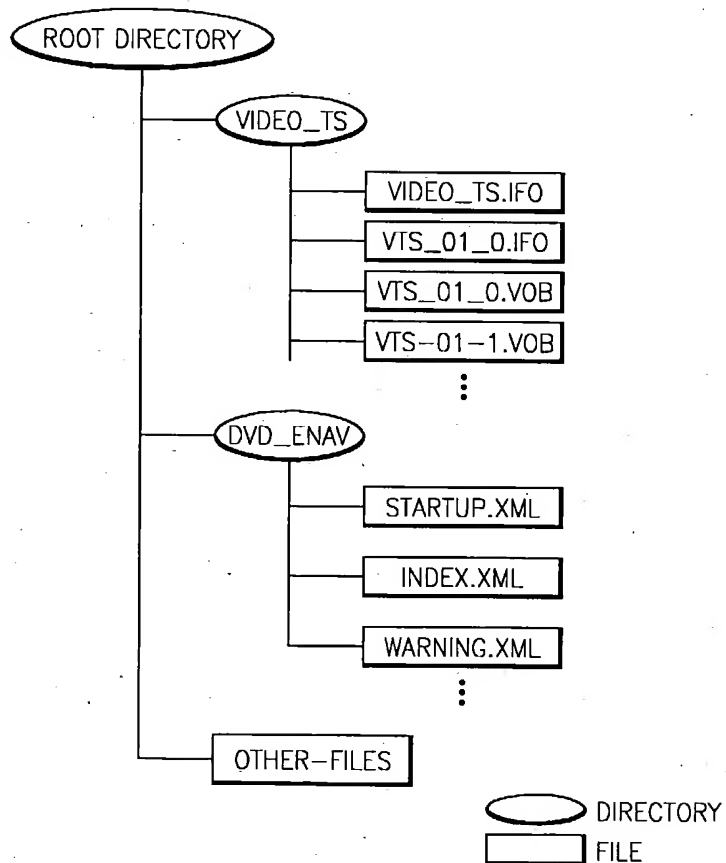 ROOT DIRECTORY
VIDEO_TS
VIDEO_TS.IFO
VTS_01_0.IFO
VTS_01_0.VOB
VTS-01-1.VOB
DVD_ENAV
STARTUP.XML
INDEX.XML
WARNING.XML
OTHER-FILES
DIRECTORY
FILE